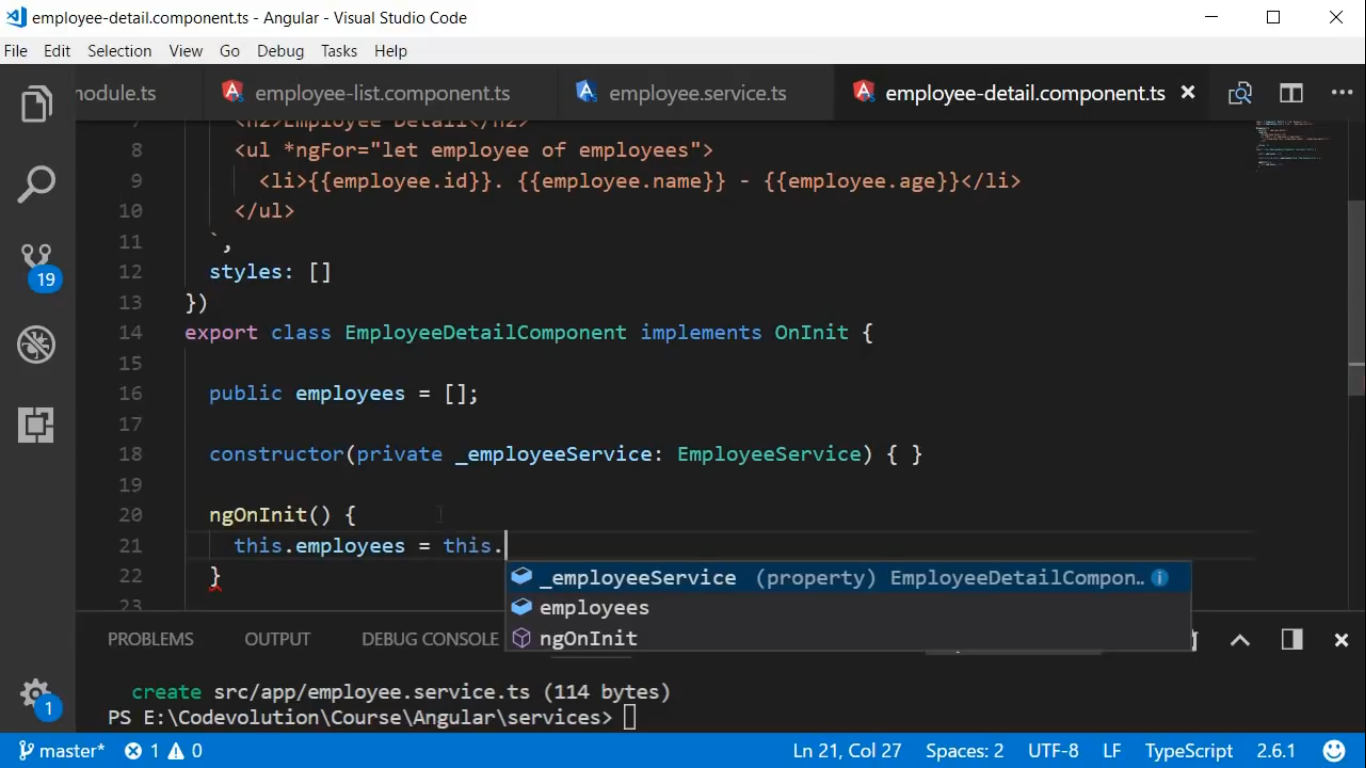 employee-detail.component.ts - Angular - Visual Studio Code
File Edit Selection View Go Debug Tasks Help
module.ts employee-list.component.ts employee.service.ts employee-detail.component.ts
<h2>Employee Detail</h2>
8 <ul *ngFor="let employee of employees">
9 <li>{{employee.id}}. {{employee.name}} - {{employee.age}}</li>
10 </ul>
11 `,
12 styles: []
13 })
14 export class EmployeeDetailComponent implements OnInit {
15
16 public employees = [];
17
18 constructor(private _employeeService: EmployeeService) { }
19
20 ngOnInit() {
21 this.employees = this.
_employeeService (property) EmployeeDetailCompon..
22 }
employees
23
ngOnInit
PROBLEMS OUTPUT DEBUG CONSOLE
create src/app/employee.service.ts (114 bytes)
PS E:\Codevolution\Course\Angular\services>
19
1
master* 1 0 Ln 21, Col 27 Spaces: 2 UTF-8 LF TypeScript 2.6.1